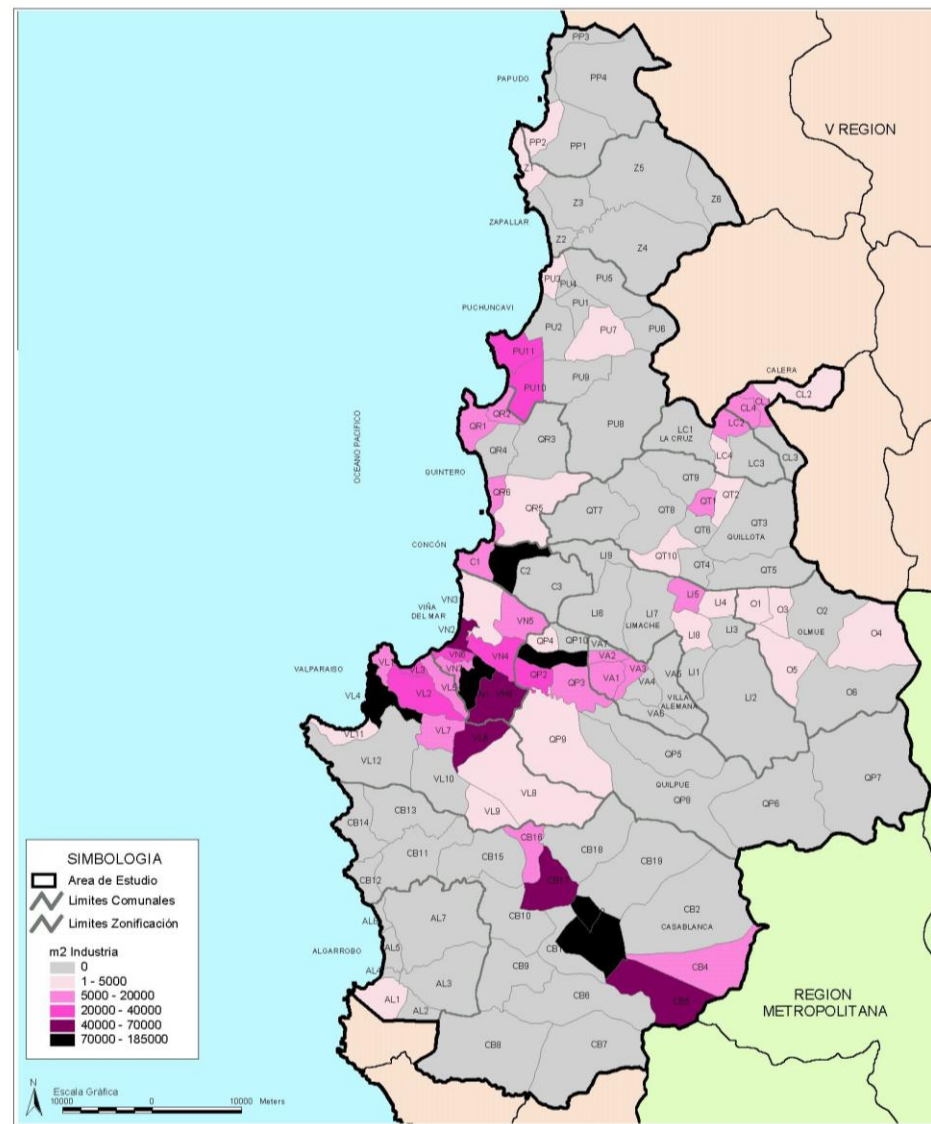 PP3
PAPUDO
PP4
V REGION
PP2
PP1
Z1
Z5
Z3
Z6
ZAPALLAR
Z2
Z4
PU3
PU4
PU5
PUCHUNCAVI
PU1
PU2
PU7
PU6
PU11
PU9
CALERA
PU10
CL2
CL1
QR2
CL4
QR1
PU8
LC1
LA CRUZ
LC2
QR4
QR3
LC4
LC3
CL3
OCEANO PACIFICO
QUINTERO
QT9
QR6
QT2
QT1
QR5
QT7
QT8
QT3
QT6
QUILLOTA
CONCÓN
QT10
QT4
QT5
C1
C2
LI9
C3
VN3
LI5
LI4
O1
O3
O2
VIÑA
DEL MAR
VN5
LI6
LI7
LIMACHE
OLMUE
O4
VN2
QP4
QP10
VA7
LI8
LI3
VALPARAISO
VL1
VN6
VN4
VA2
VL3
VN7
QP2
QP3
VA1
VA3
VA4
VA5
LI1
O5
VL4
VL2
VL5
VILLA
ALEMANA
LI2
O6
VA6
VL11
VL7
VL6
QP9
QP5
VL12
QUILPUE
VL10
VL8
QP8
QP7
QP6
VL9
CB14
CB13
CB16
CB18
CB11
CB15
CB19
CB12
CB2
AL7
CB10
CASABLANCA
AL6
ALGARROBO
AL5
CB9
CB4
AL4
AL3
CB5
AL1
CB6
REGION
METROPOLITANA
AL2
CB8
CB7
SIMBOLOGIA
Area de Estudio
Limites Comunales
Limites Zonificación
m2 Industria
0
1 - 5000
5000 - 20000
20000 - 40000
40000 - 70000
70000 - 185000
N
Escala Gráfica
10000 0 10000 Meters